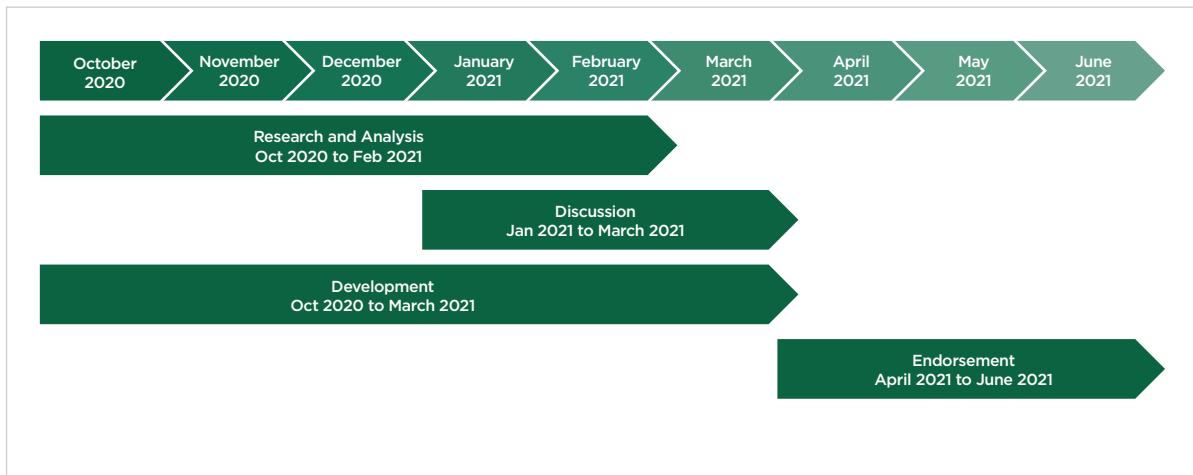 October
2020
November
2020
December
2020
January
2021
February
2021
March
2021
April
2021
May
2021
June
2021
Research and Analysis
Oct 2020 to Feb 2021
Discussion
Jan 2021 to March 2021
Development
Oct 2020 to March 2021
Endorsement
April 2021 to June 2021